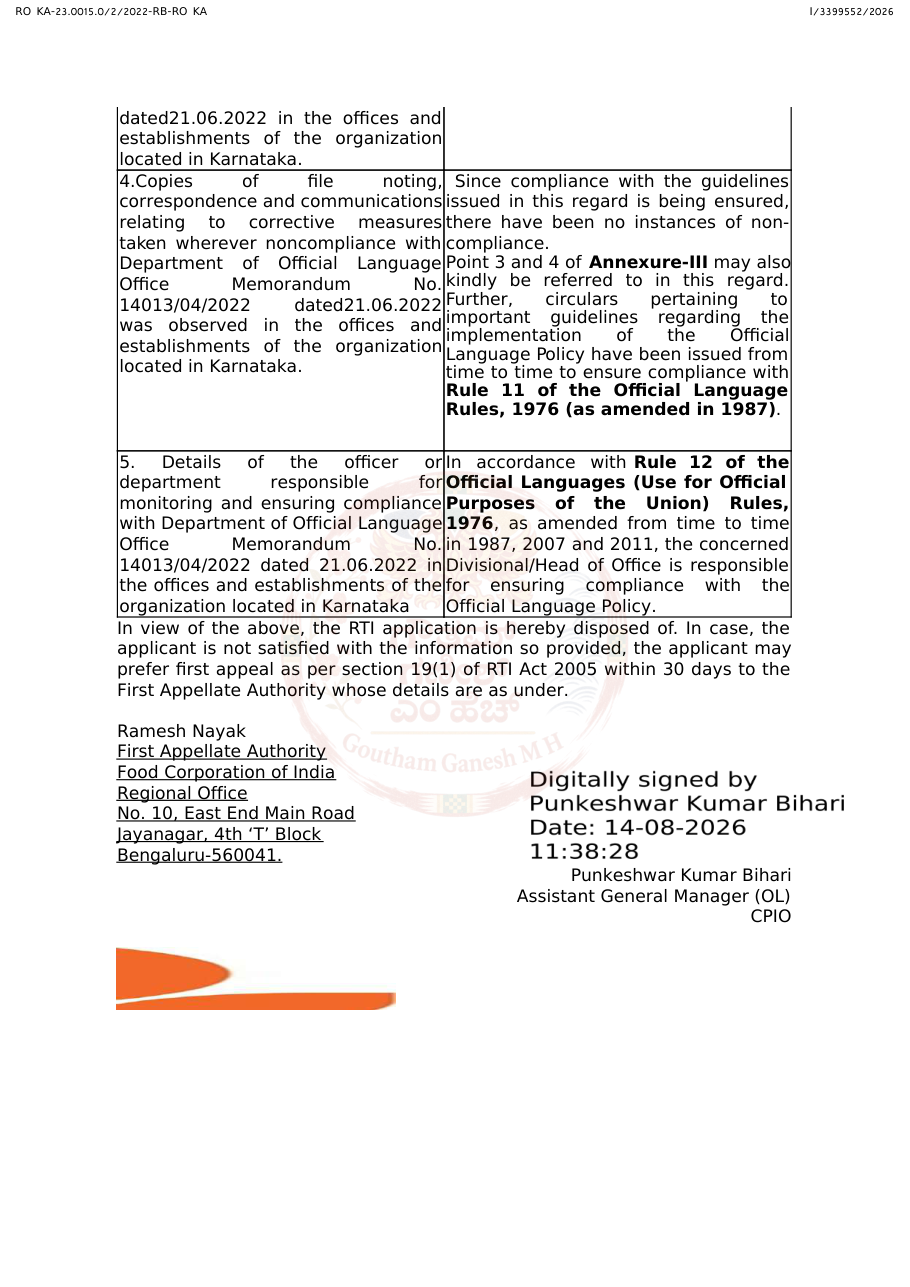 RO KA-23.0015.0/2/2022-RB-RO KA
I/3399552/2026
dated21.06.2022 in the offices and
establishments of the organization
located in Karnataka.
4.Copies of file noting,
correspondence and communications
relating to corrective measures
taken wherever noncompliance with
Department of Official Language
Office Memorandum No.
14013/04/2022 dated21.06.2022
was observed in the offices and
establishments of the organization
located in Karnataka.
Since compliance with the guidelines
issued in this regard is being ensured,
there have been no instances of non-
compliance.
Point 3 and 4 of Annexure-III may also
kindly be referred to in this regard.
Further, circulars pertaining to
important guidelines regarding the
implementation of the Official
Language Policy have been issued from
time to time to ensure compliance with
Rule 11 of the Official Language
Rules, 1976 (as amended in 1987).
5. Details of the officer or
department responsible for
monitoring and ensuring compliance
with Department of Official Language
Office Memorandum No.
14013/04/2022 dated 21.06.2022 in
the offices and establishments of the
organization located in Karnataka
In accordance with Rule 12 of the
Official Languages (Use for Official
Purposes of the Union) Rules,
1976, as amended from time to time
in 1987, 2007 and 2011, the concerned
Divisional/Head of Office is responsible
for ensuring compliance with the
Official Language Policy.
In view of the above, the RTI application is hereby disposed of. In case, the
applicant is not satisfied with the information so provided, the applicant may
prefer first appeal as per section 19(1) of RTI Act 2005 within 30 days to the
First Appellate Authority whose details are as under.
ಎಂ ಹೆಚ್
Goutham Ganesh M H
Ramesh Nayak
First Appellate Authority
Food Corporation of India
Regional Office
No. 10, East End Main Road
Jayanagar, 4th ‘T’ Block
Bengaluru-560041.
Digitally signed by
Punkeshwar Kumar Bihari
Date: 14-08-2026
11:38:28
Punkeshwar Kumar Bihari
Assistant General Manager (OL)
CPIO